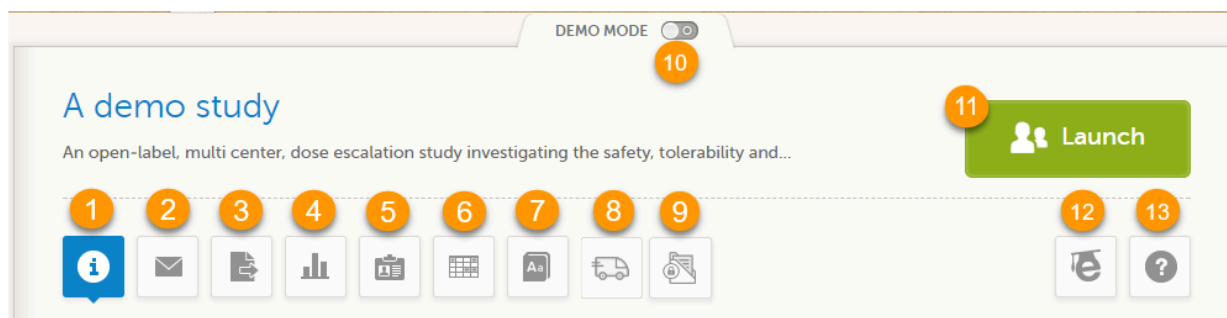 DEMO MODE
10
A demo study
11
Launch
An open-label, multi center, dose escalation study investigating the safety, tolerability and...
1 2 3 4 5 6 7 8 9 12 13
i Aa e ?